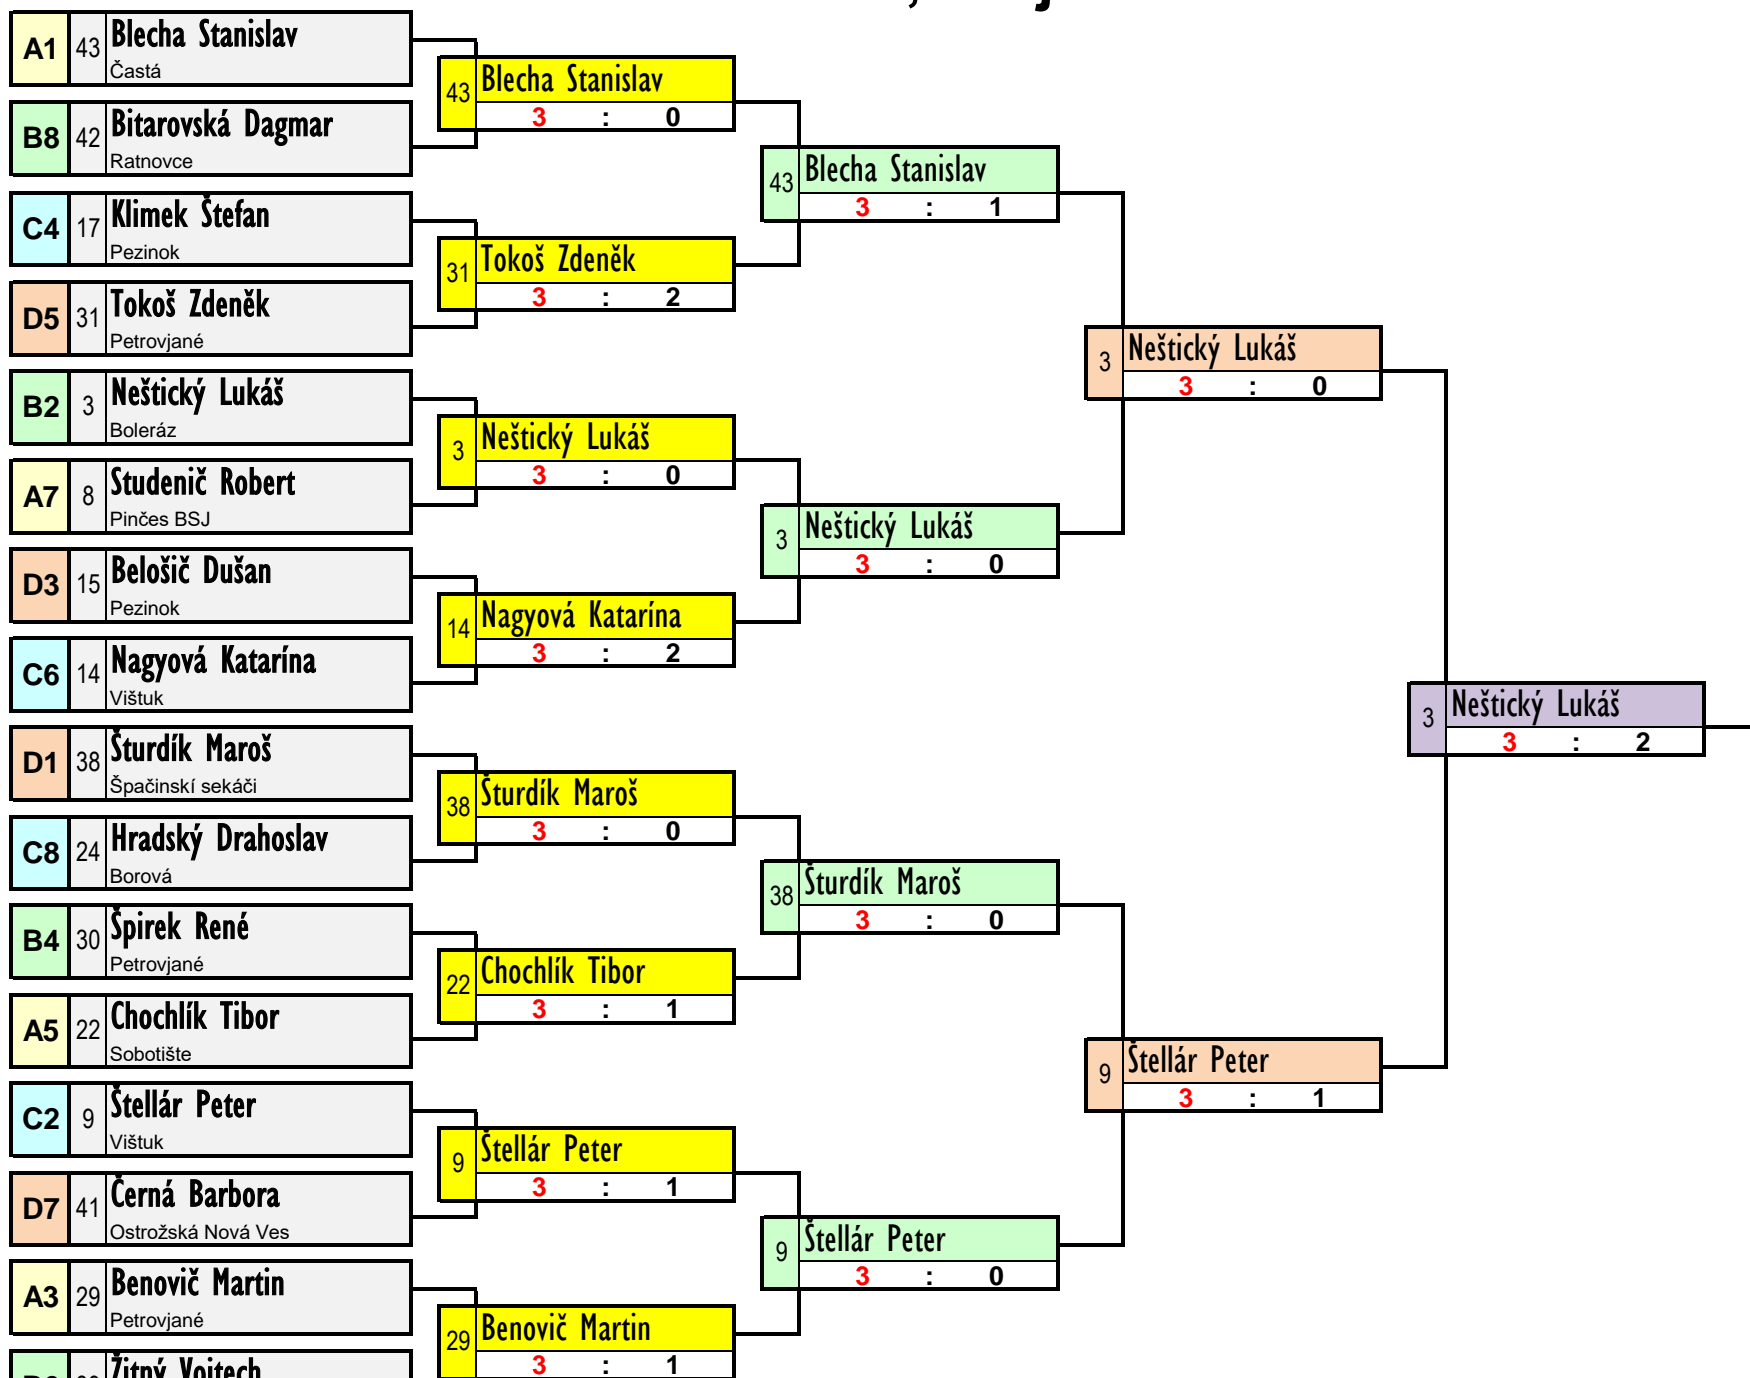 A1 43 Blecha Stanislav
Častá
B8 42 Bitarovská Dagmar
Ratnovce
C4 17 Klimek Štefan
Pezinok
D5 31 Tokoš Zdeněk
Petrovjané
B2 3 Neštický Lukáš
Boleráz
A7 8 Studenič Robert
Pinčes BSJ
D3 15 Belošič Dušan
Pezinok
C6 14 Nagyová Katarína
Vištuk
D1 38 Šturdík Maroš
Špačinskí sekáči
C8 24 Hradský Drahoslav
Borová
B4 30 Špirek René
Petrovjané
A5 22 Chochlík Tibor
Sobotište
C2 9 Štellár Peter
Vištuk
D7 41 Černá Barbora
Ostrožská Nová Ves
A3 29 Benovič Martin
Petrovjané
Žitný Vojtech
43 Blecha Stanislav
3 : 0
31 Tokoš Zdeněk
3 : 2
3 Neštický Lukáš
3 : 0
14 Nagyová Katarína
3 : 2
38 Šturdík Maroš
3 : 0
22 Chochlík Tibor
3 : 1
9 Štellár Peter
3 : 1
29 Benovič Martin
3 : 1
43 Blecha Stanislav
3 : 1
3 Neštický Lukáš
3 : 0
38 Šturdík Maroš
3 : 0
9 Štellár Peter
3 : 0
3 Neštický Lukáš
3 : 0
9 Štellár Peter
3 : 1
3 Neštický Lukáš
3 : 2